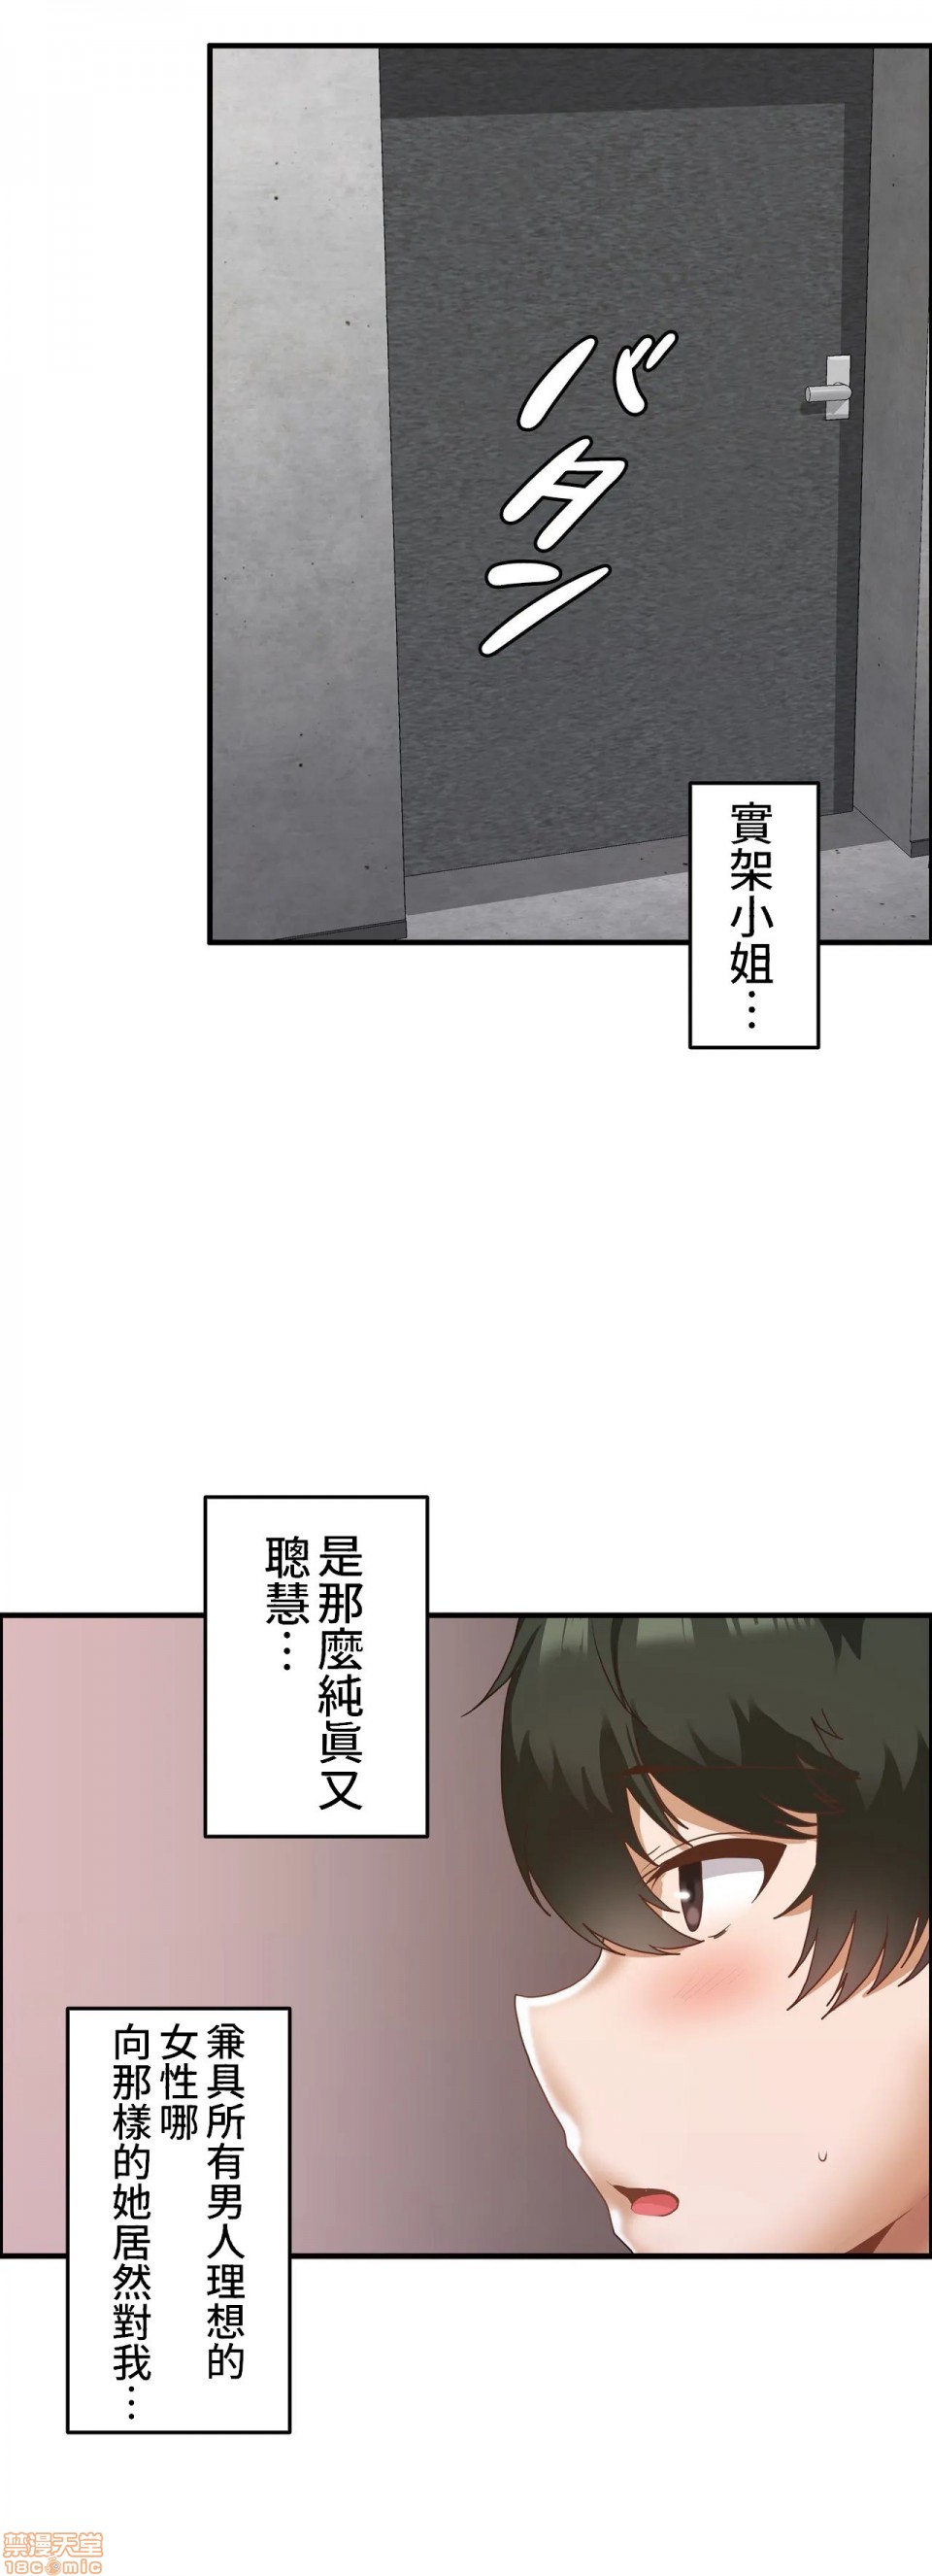 バタン
實架小姐…
是那麼純眞又
聰慧…
兼具所有男人理想的
女性哪
向那樣的她居然對我…
禁漫天堂
18comic